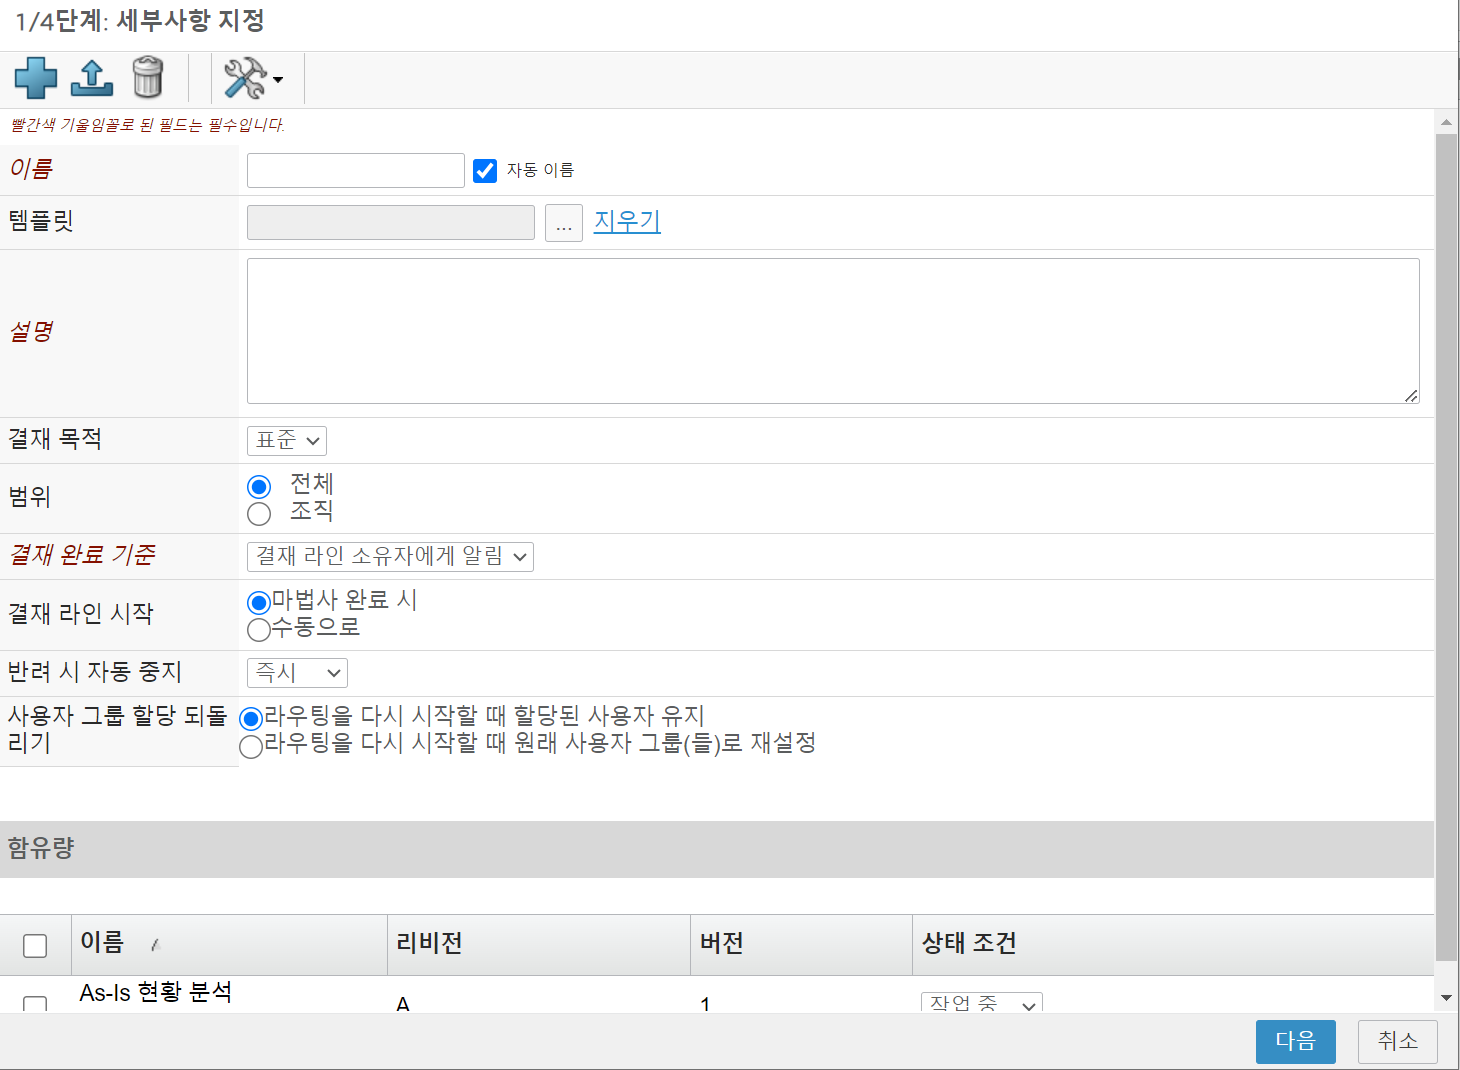 1/4단계: 세부사항 지정
빨간색 기울임꼴로 된 필드는 필수입니다.
이름
자동 이름
템플릿
...
지우기
설명
결재 목적
표준
범위
전체
조직
결재 완료 기준
결재 라인 소유자에게 알림
결재 라인 시작
마법사 완료 시
수동으로
반려 시 자동 중지
즉시
사용자 그룹 할당 되돌
리기
라우팅을 다시 시작할 때 할당된 사용자 유지
라우팅을 다시 시작할 때 원래 사용자 그룹(들)로 재설정
함유량
이름 리비전 버전 상태 조건
As-Is 현황 분석 A 1 작업 중
다음 취소